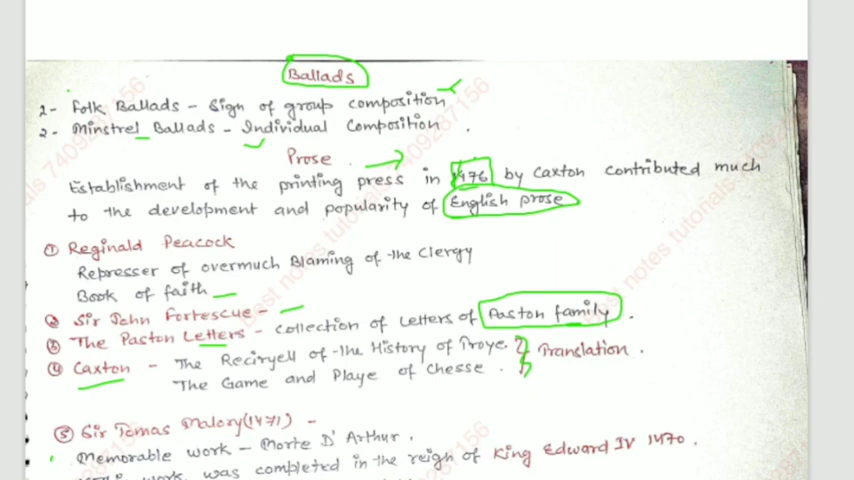 Ballads
1- Folk Ballads - Sign of group composition
2- Minstrel Ballads - Individual Composition.
Prose
Establishment of the printing press in 1476 by Caxton contributed much
to the development and popularity of English prose
① Reginald Peacock
Represser of overmuch Blaming of the Clergy
Book of faith
② Sir John Fortescue -
③ The Paston Letters - collection of Letters of Paston family.
④ Caxton - The Recuryell of the History of Troye. } Translation.
The Game and Playe of chesse.
⑤ Sir Tomas Malory (1471) -
Memorable work - Morte D' Arthur.
work was completed in the reign of King Edward IV 1470.
best notes tutorials 7409287156